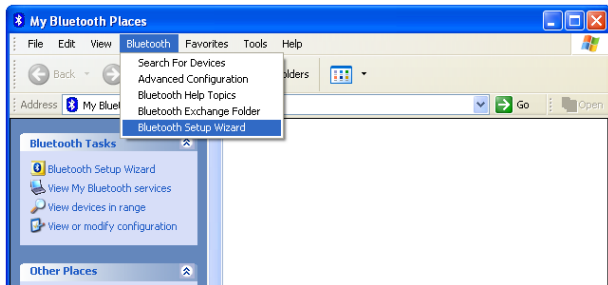 My Bluetooth Places
File Edit View Bluetooth Favorites Tools Help
Search For Devices
Advanced Configuration
Bluetooth Help Topics
Bluetooth Exchange Folder
Bluetooth Setup Wizard
Back
Address My
Go
Open
Bluetooth Tasks
Bluetooth Setup Wizard
View My Bluetooth services
View devices in range
View or modify configuration
Other Places